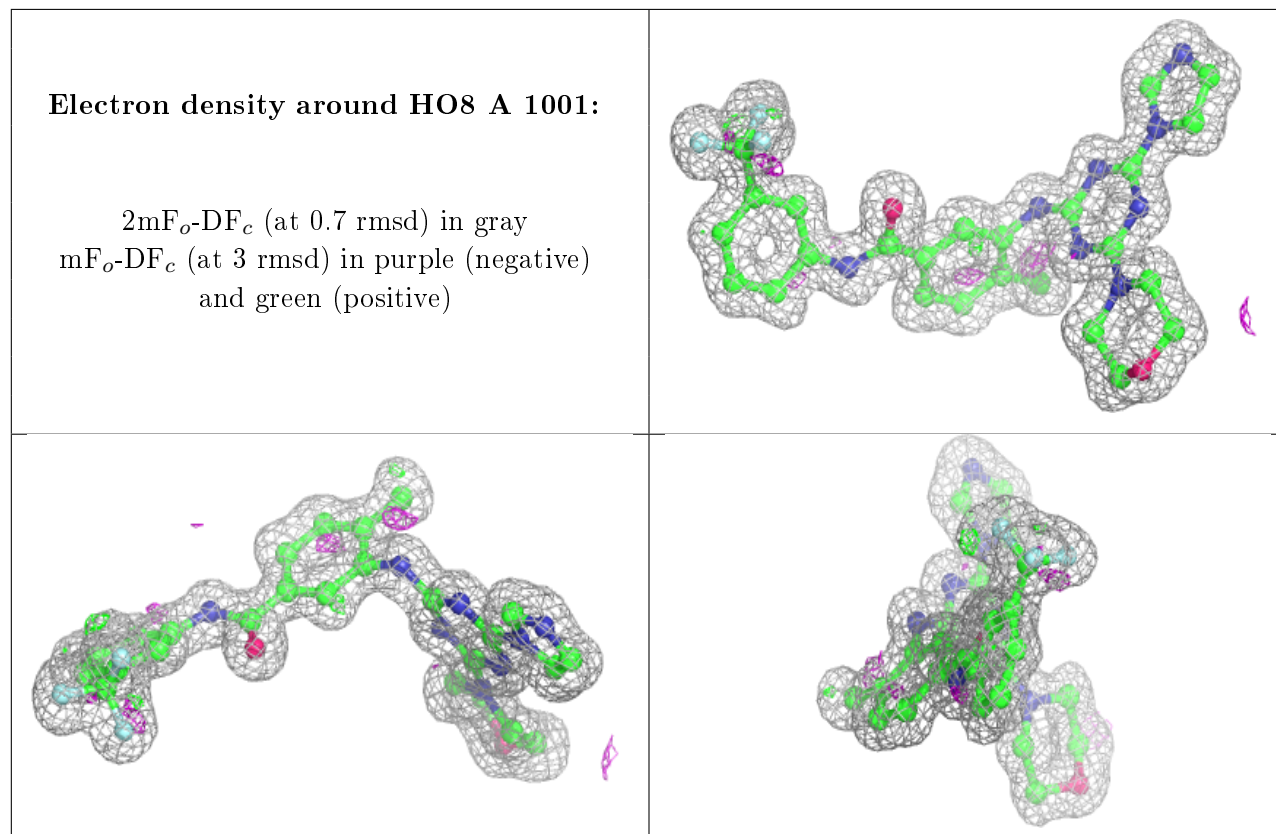 Electron density around HO8 A 1001:
2mFo-DFc (at 0.7 rmsd) in gray
mFo-DFc (at 3 rmsd) in purple (negative)
and green (positive)